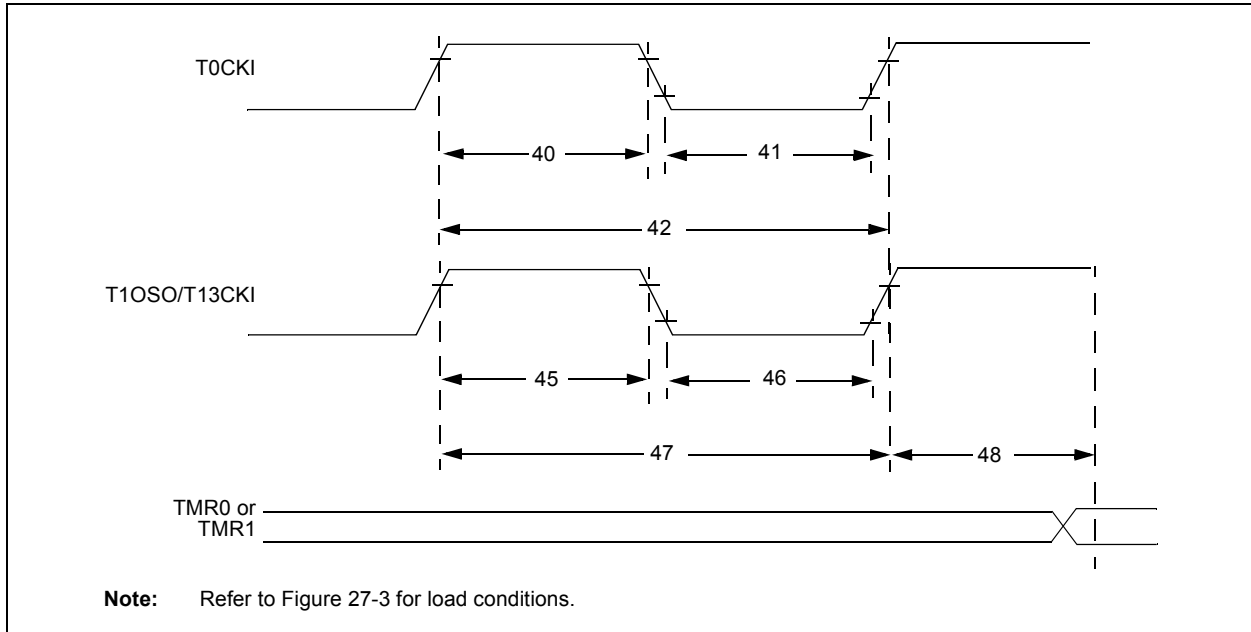 T0CKI
40
41
42
T1OSO/T13CKI
45
46
47
48
TMR0 or
TMR1
Note: Refer to Figure 27-3 for load conditions.